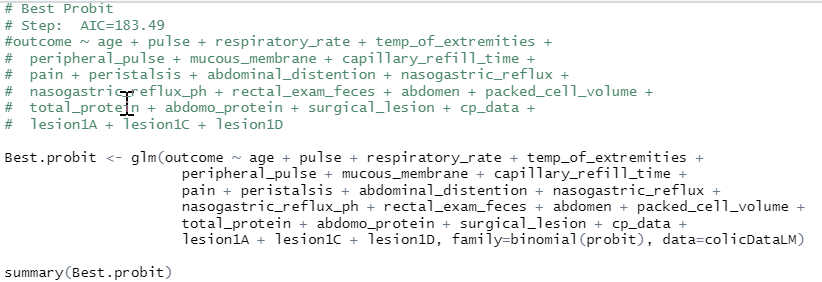 # Best Probit
# Step:  AIC=183.49
#outcome ~ age + pulse + respiratory_rate + temp_of_extremities +
#  peripheral_pulse + mucous_membrane + capillary_refill_time +
#  pain + peristalsis + abdominal_distention + nasogastric_reflux +
#  nasogastric_reflux_ph + rectal_exam_feces + abdomen + packed_cell_volume +
#  total_protein + abdomo_protein + surgical_lesion + cp_data +
#  lesion1A + lesion1C + lesion1D
Best.probit <- glm(outcome ~ age + pulse + respiratory_rate + temp_of_extremities +
peripheral_pulse + mucous_membrane + capillary_refill_time +
pain + peristalsis + abdominal_distention + nasogastric_reflux +
nasogastric_reflux_ph + rectal_exam_feces + abdomen + packed_cell_volume +
total_protein + abdomo_protein + surgical_lesion + cp_data +
lesion1A + lesion1C + lesion1D, family=binomial(probit), data=colicDataLM)
summary(Best.probit)